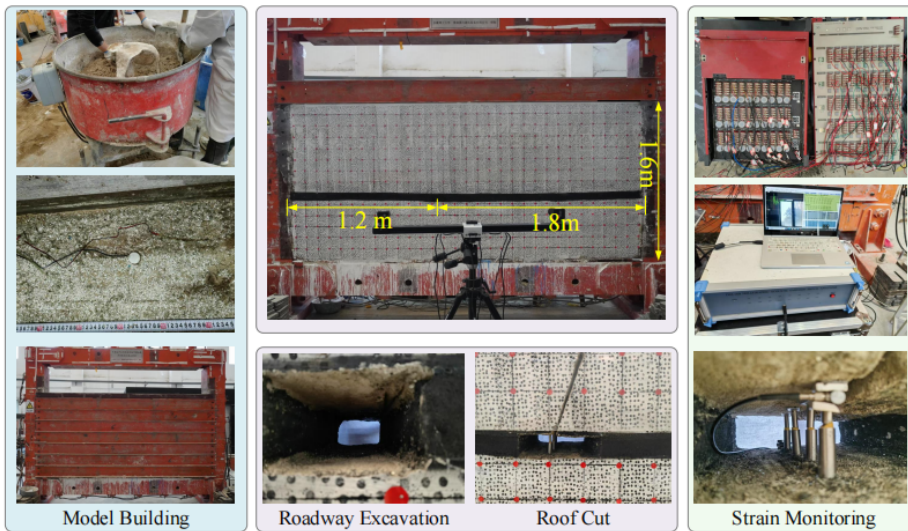 1.6m
1.2 m
1.8m
Model Building
Roadway Excavation
Roof Cut
Strain Monitoring